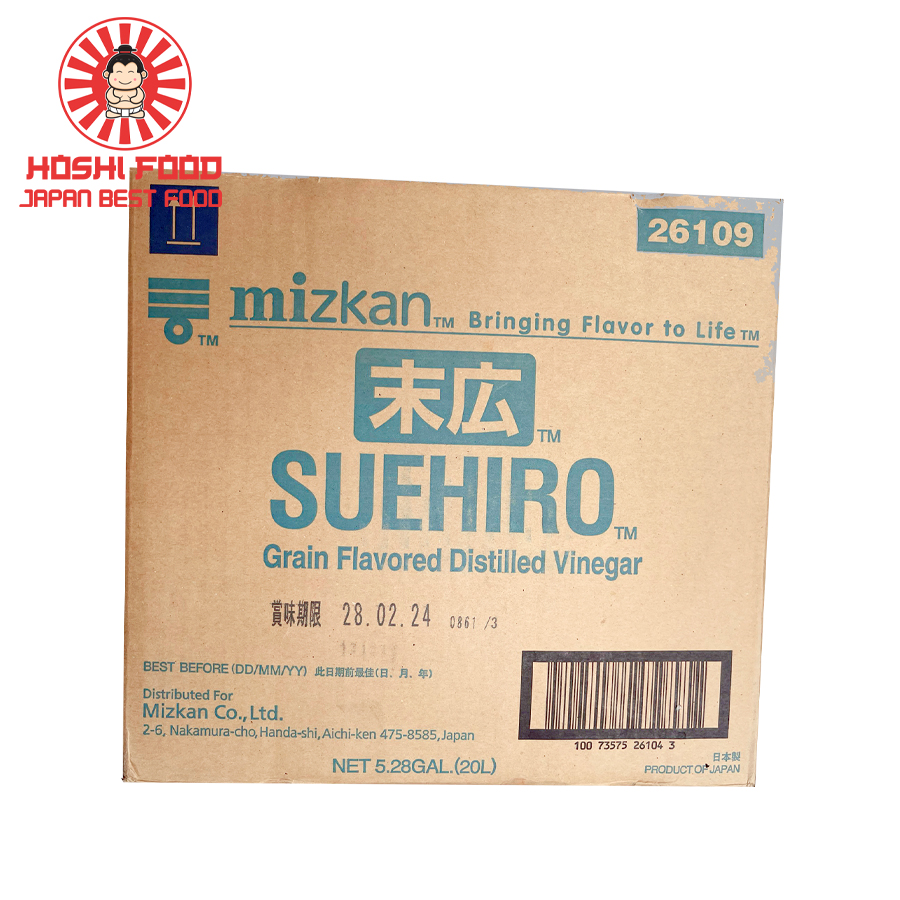 HOSHI FOOD
JAPAN BEST FOOD
26109
mizkan™ Bringing Flavor to Life™
TM
末広™
SUEHIRO™
Grain Flavored Distilled Vinegar
賞味期限 28.02.24 0861 /3
BEST BEFORE (DD/MM/YY) 此日期前最佳(日、月、年)
Distributed For
Mizkan Co.,Ltd.
2-6, Nakamura-cho, Handa-shi, Aichi-ken 475-8585, Japan
100 73575 26104 3
NET 5.28GAL.(20L)
日本製
PRODUCT OF JAPAN